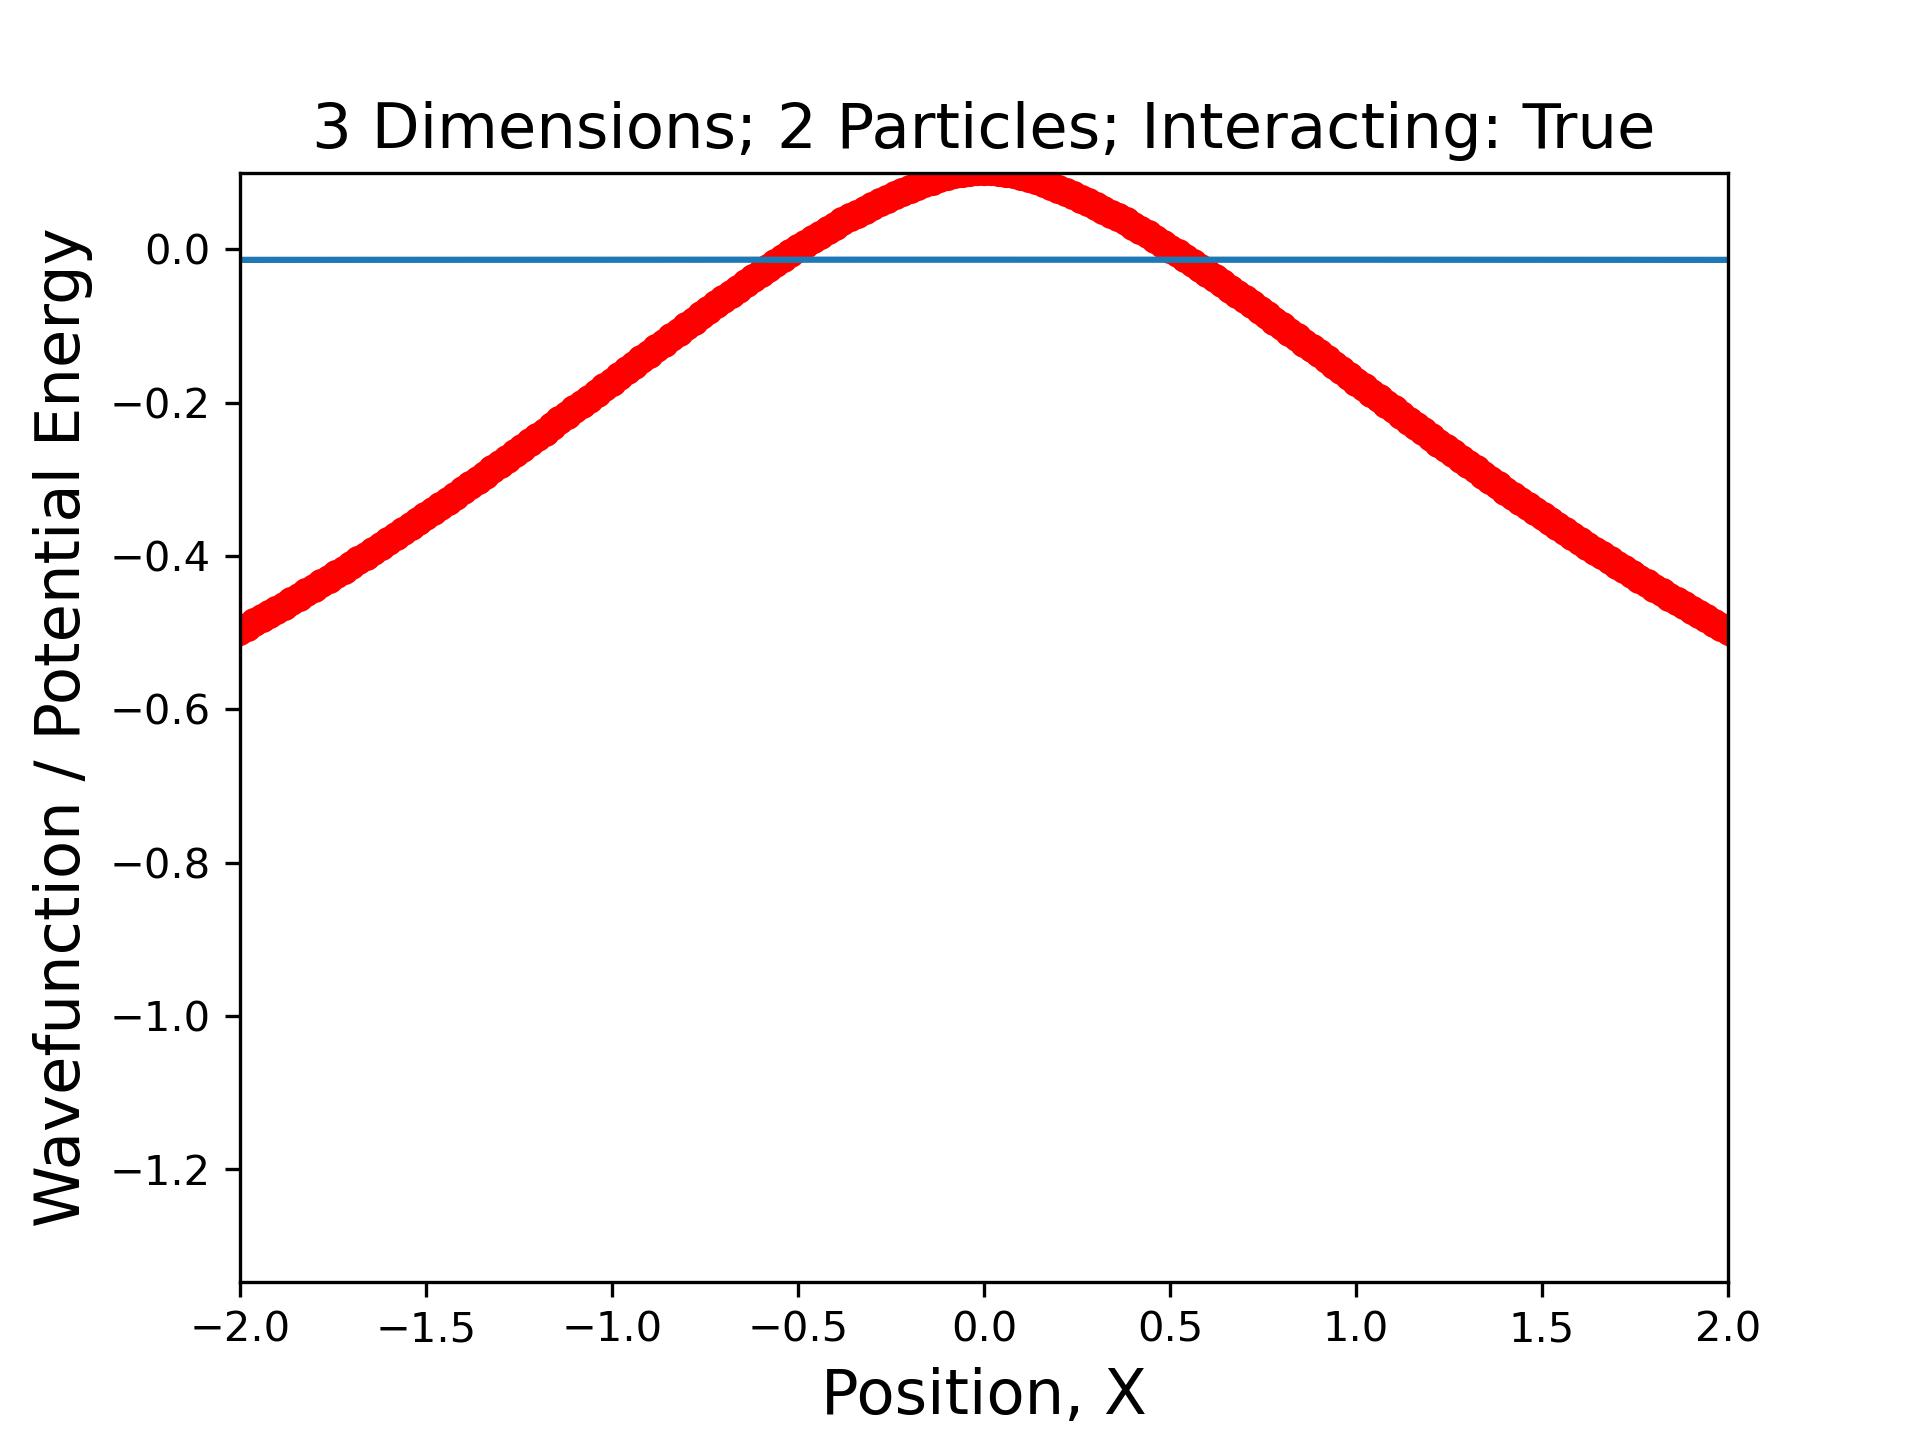 3 Dimensions; 2 Particles; Interacting: True
Wavefunction / Potential Energy
0.0
−0.2
−0.4
−0.6
−0.8
−1.0
−1.2
−2.0 −1.5 −1.0 −0.5 0.0 0.5 1.0 1.5 2.0
Position, X